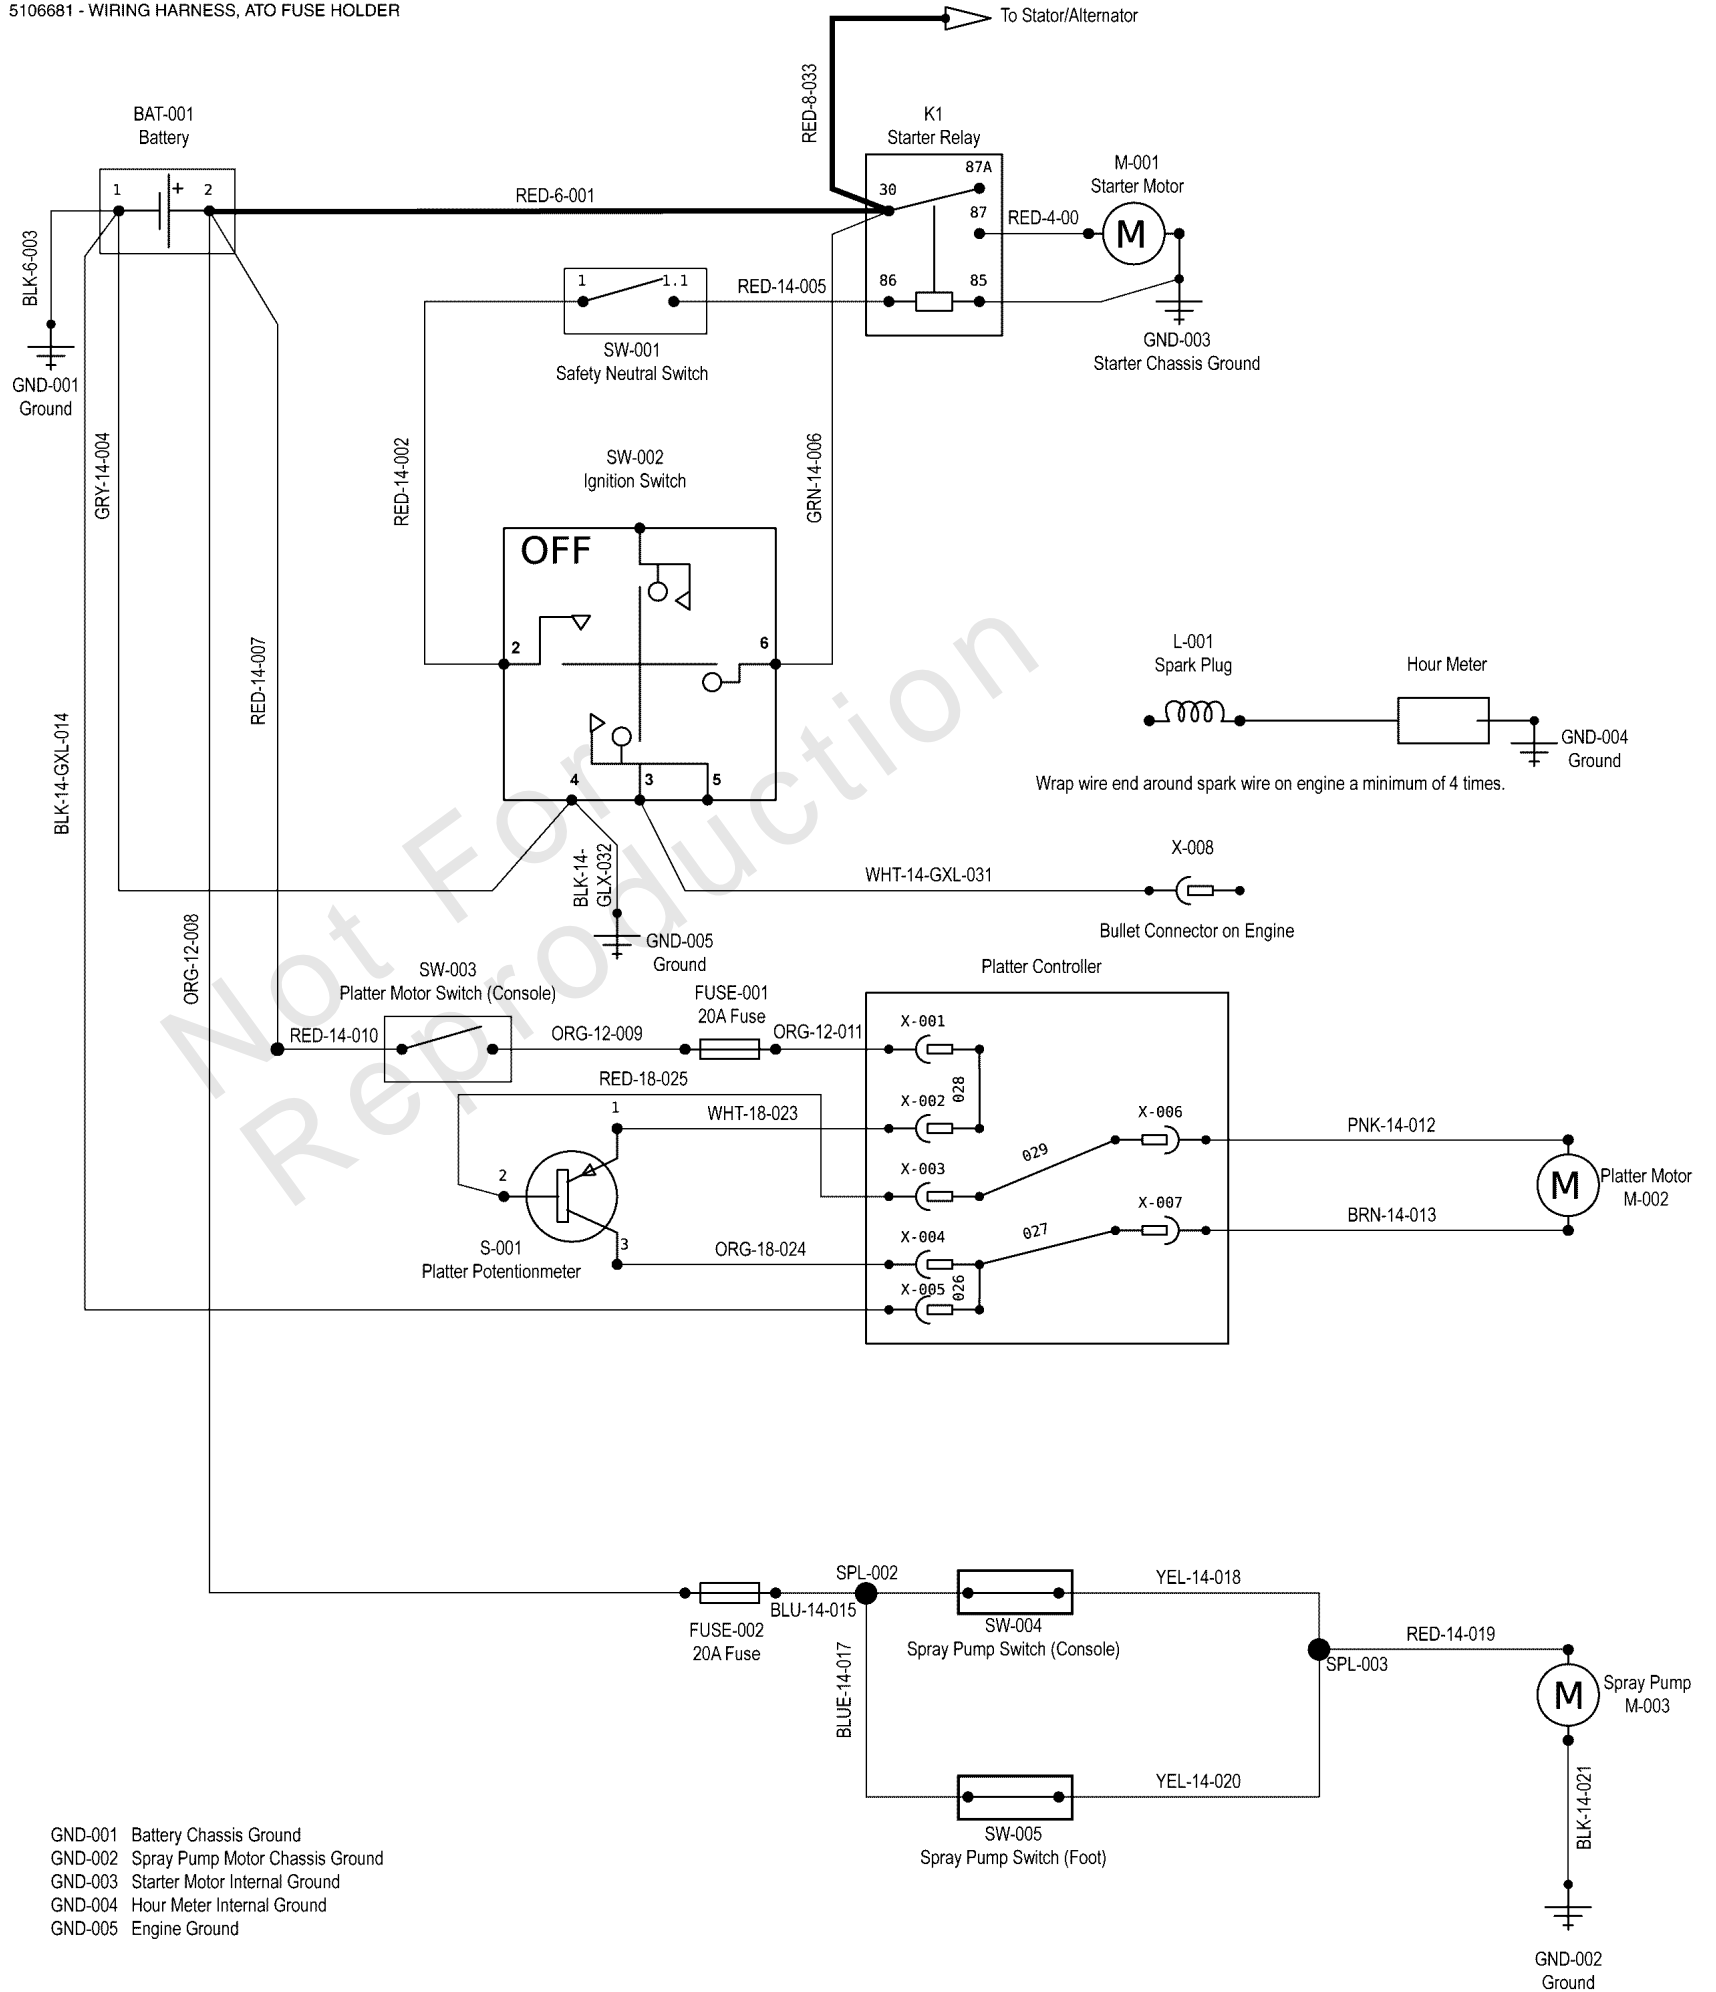 5106681 - WIRING HARNESS, ATO FUSE HOLDER
To Stator/Alternator
RED-8-033
BAT-001
Battery
1
+
2
BLK-6-003
GND-001
Ground
RED-6-001
K1
Starter Relay
87A
30
87
86
85
RED-4-00
M-001
Starter Motor
M
GND-003
Starter Chassis Ground
1
1.1
RED-14-005
SW-001
Safety Neutral Switch
GRY-14-004
RED-14-002
GRN-14-006
SW-002
Ignition Switch
OFF
2
6
4
3
5
RED-14-007
BLK-14-GXL-014
L-001
Spark Plug
Hour Meter
GND-004
Ground
Wrap wire end around spark wire on engine a minimum of 4 times.
BLK-14-
GLX-032
GND-005
Ground
WHT-14-GXL-031
X-008
Bullet Connector on Engine
ORG-12-008
Not For
Reproduction
SW-003
Platter Motor Switch (Console)
RED-14-010
ORG-12-009
FUSE-001
20A Fuse
ORG-12-011
Platter Controller
X-001
028
X-002
X-003
029
X-006
X-004
027
X-007
X-005
026
RED-18-025
1
WHT-18-023
2
3
ORG-18-024
S-001
Platter Potentionmeter
PNK-14-012
M
Platter Motor
M-002
BRN-14-013
FUSE-002
20A Fuse
BLU-14-015
SPL-002
BLUE-14-017
SW-004
Spray Pump Switch (Console)
YEL-14-018
SPL-003
RED-14-019
M
Spray Pump
M-003
SW-005
Spray Pump Switch (Foot)
YEL-14-020
BLK-14-021
GND-002
Ground
GND-001 Battery Chassis Ground
GND-002 Spray Pump Motor Chassis Ground
GND-003 Starter Motor Internal Ground
GND-004 Hour Meter Internal Ground
GND-005 Engine Ground